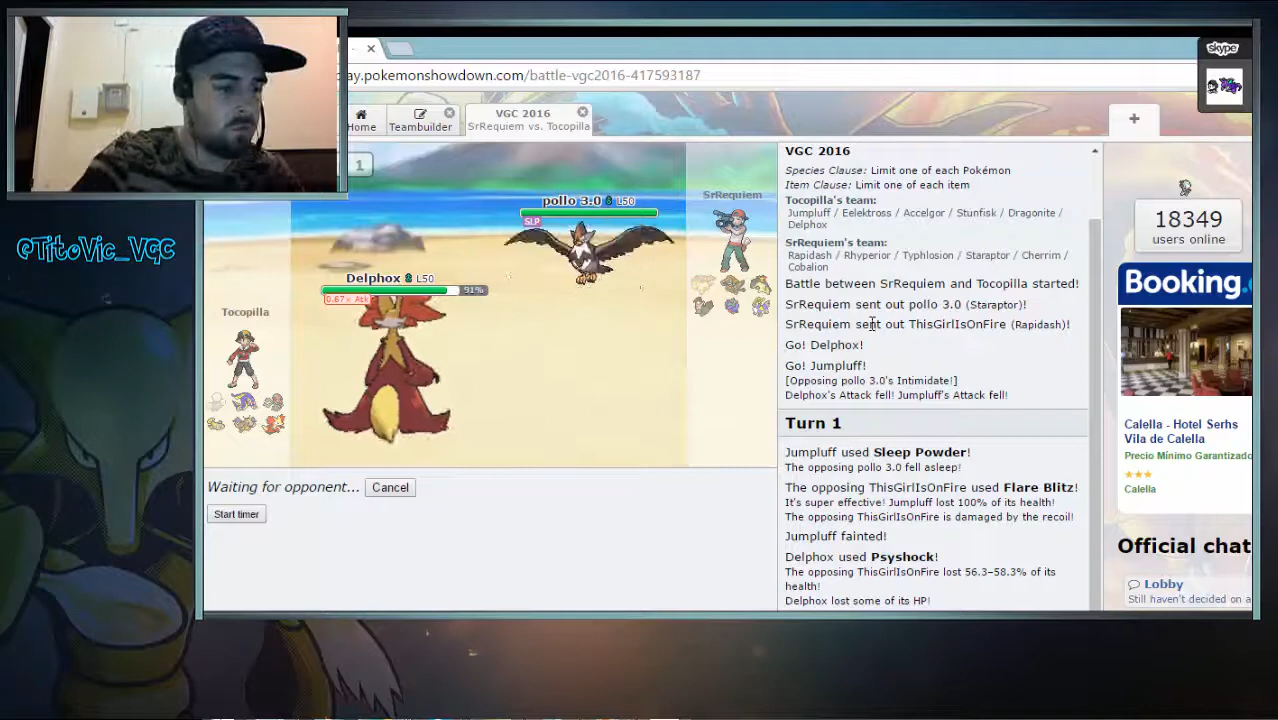 skype
ay.pokemonshowdown.com/battle-vgc2016-417593187
Home
Teambuilder
VGC 2016
SrRequiem vs. Tocopilla
+
@TitoVic_VGC
1
pollo 3.0 L50
SLP
SrRequiem
Delphox L50
91%
0.67× Atk
Tocopilla
Waiting for opponent...
Cancel
Start timer
VGC 2016
Species Clause: Limit one of each Pokémon
Item Clause: Limit one of each item
Tocopilla's team:
Jumpluff / Eelektross / Accelgor / Stunfisk / Dragonite /
Delphox
SrRequiem's team:
Rapidash / Rhyperior / Typhlosion / Staraptor / Cherrim /
Cobalion
Battle between SrRequiem and Tocopilla started!
SrRequiem sent out pollo 3.0 (Staraptor)!
SrRequiem sent out ThisGirlIsOnFire (Rapidash)!
Go! Delphox!
Go! Jumpluff!
[Opposing pollo 3.0's Intimidate!]
Delphox's Attack fell! Jumpluff's Attack fell!
Turn 1
Jumpluff used Sleep Powder!
The opposing pollo 3.0 fell asleep!
The opposing ThisGirlIsOnFire used Flare Blitz!
It's super effective! Jumpluff lost 100% of its health!
The opposing ThisGirlIsOnFire is damaged by the recoil!
Jumpluff fainted!
Delphox used Psyshock!
The opposing ThisGirlIsOnFire lost 56.3–58.3% of its
health!
Delphox lost some of its HP!
18349
users online
Booking.
Calella - Hotel Serhs
Vila de Calella
Precio Mínimo Garantizado
Calella
Official chat
Lobby
Still haven't decided on a